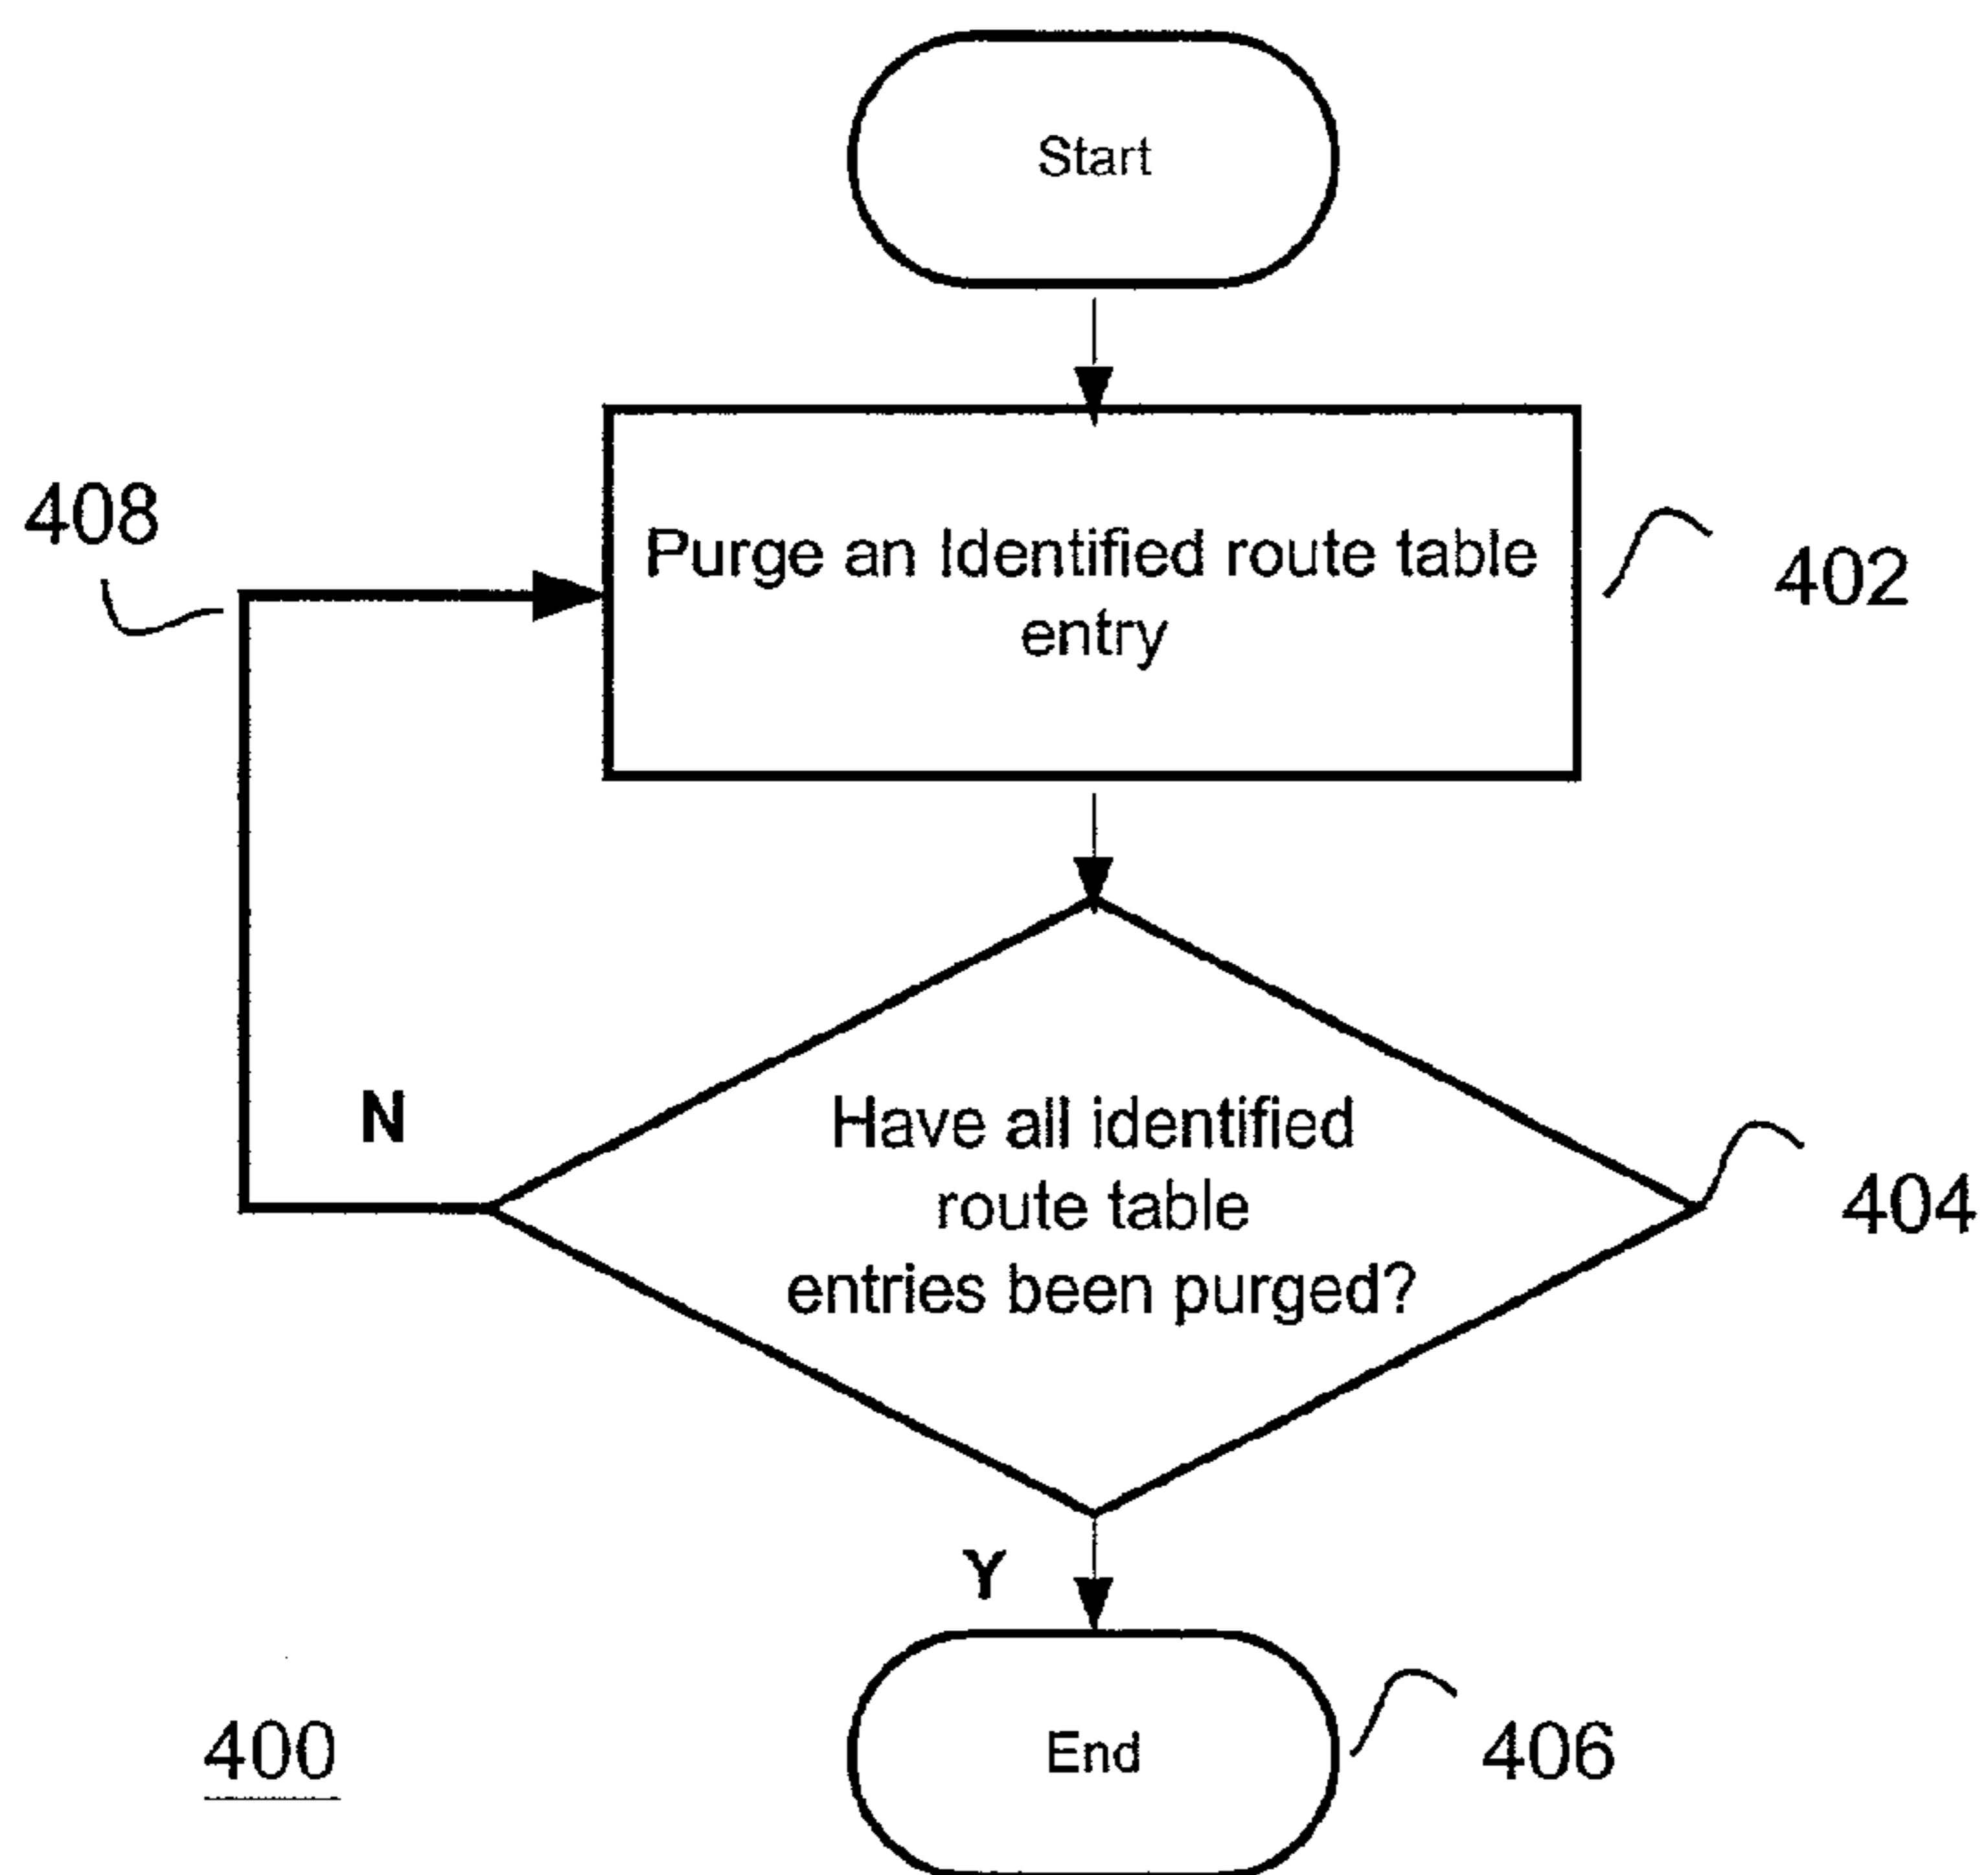 Start
408
Purge an Identified route table
entry
402
N
Have all identified
route table
entries been purged?
404
Y
400
End
406